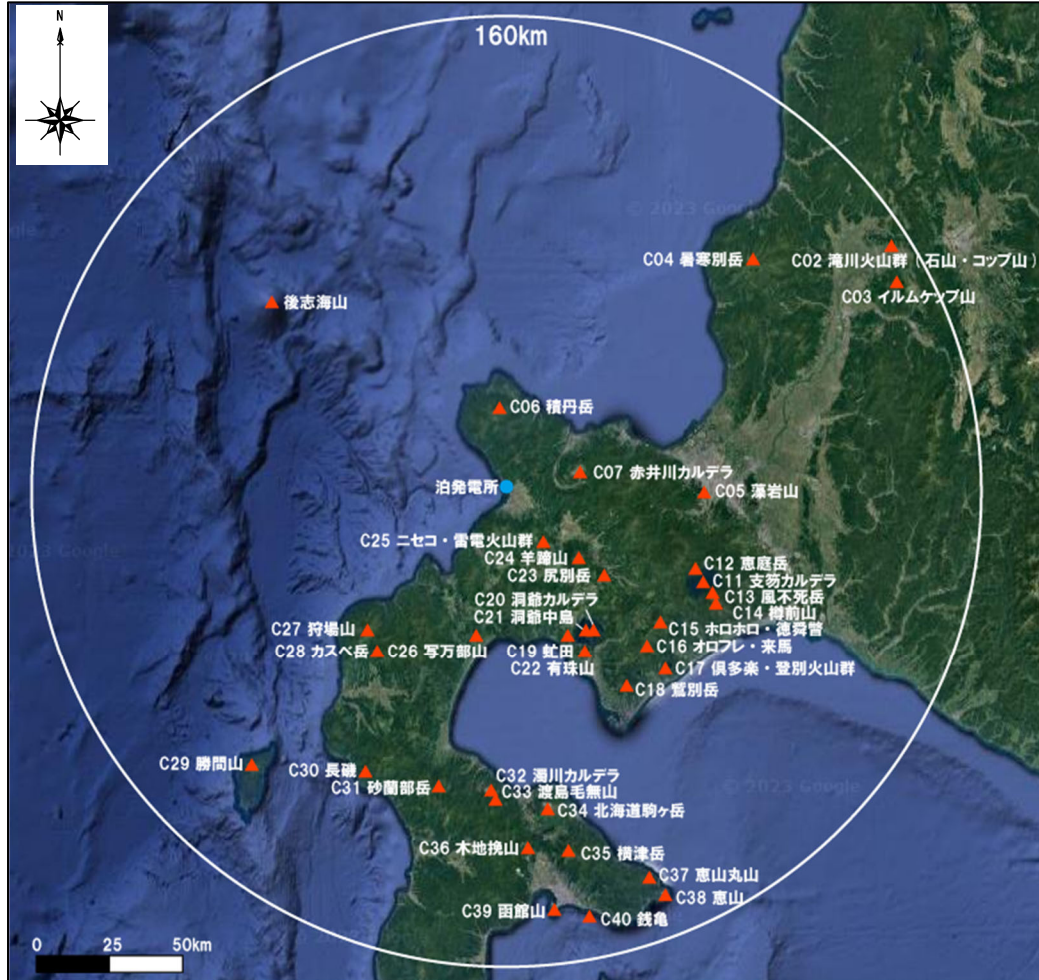 N
160km
© 2023 Google
C04 暑寒別岳
C02 滝川火山群（石山・コップ山）
C03 イルムケップ山
後志海山
C06 積丹岳
C07 赤井川カルデラ
泊発電所
C05 藻岩山
C25 ニセコ・雷電火山群
C24 羊蹄山
C23 尻別岳
C12 恵庭岳
C11 支笏カルデラ
C13 風不死岳
C14 樽前山
C20 洞爺カルデラ
C21 洞爺中島
C15 ホロホロ・徳舜瞥
C27 狩場山
C28 カスベ岳
C26 写万部山
C19 虻田
C16 オロフレ・来馬
C22 有珠山
C17 倶多楽・登別火山群
C18 鷲別岳
C29 勝澗山
C30 長磯
C31 砂蘭部岳
C32 濁川カルデラ
C33 渡島毛無山
C34 北海道駒ヶ岳
© 2023 Google
C36 木地挽山
C35 横津岳
C37 恵山丸山
C38 恵山
C39 函館山
C40 銭亀
0 25 50km